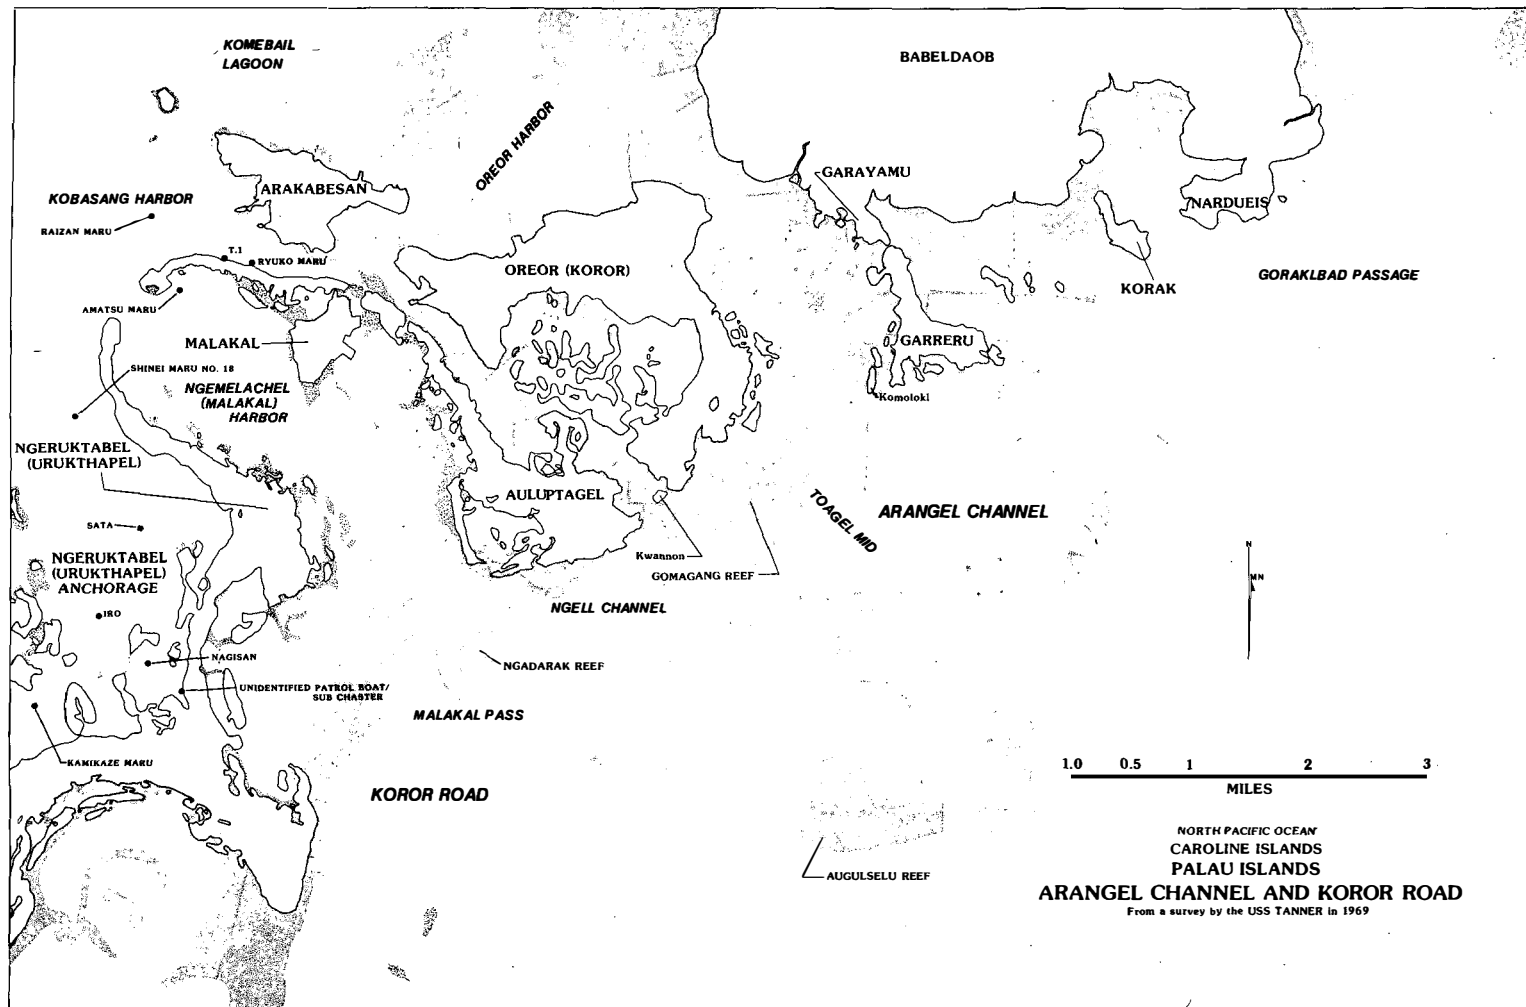 KOMEBAIL
LAGOON
BABELDAOB
OREOR HARBOR
ARAKABESAN
GARAYAMU
KOBASANG HARBOR
RAIZAN MARU
NARDUEIS
T.1
RYUKO MARU
OREOR (KOROR)
GORAKLBAD PASSAGE
KORAK
AMATSU MARU
MALAKAL
GARRERU
SHINEI MARU NO. 18
NGEMELACHEL
(MALAKAL)
HARBOR
Komoloki
NGERUKTABEL
(URUKTHAPEL)
AULUPTAGEL
TOAGEL MID
ARANGEL CHANNEL
SATA
NGERUKTABEL
(URUKTHAPEL)
ANCHORAGE
Kwannon
GOMAGANG REEF
N
MN
IRO
NGELL CHANNEL
NAGISAN
NGADARAK REEF
UNIDENTIFIED PATROL BOAT/
SUB CHASTER
MALAKAL PASS
KAMIKAZE MARU
KOROR ROAD
1.0 0.5 1 2 3
MILES
NORTH PACIFIC OCEAN
CAROLINE ISLANDS
PALAU ISLANDS
ARANGEL CHANNEL AND KOROR ROAD
From a survey by the USS TANNER in 1969
AUGULSELU REEF